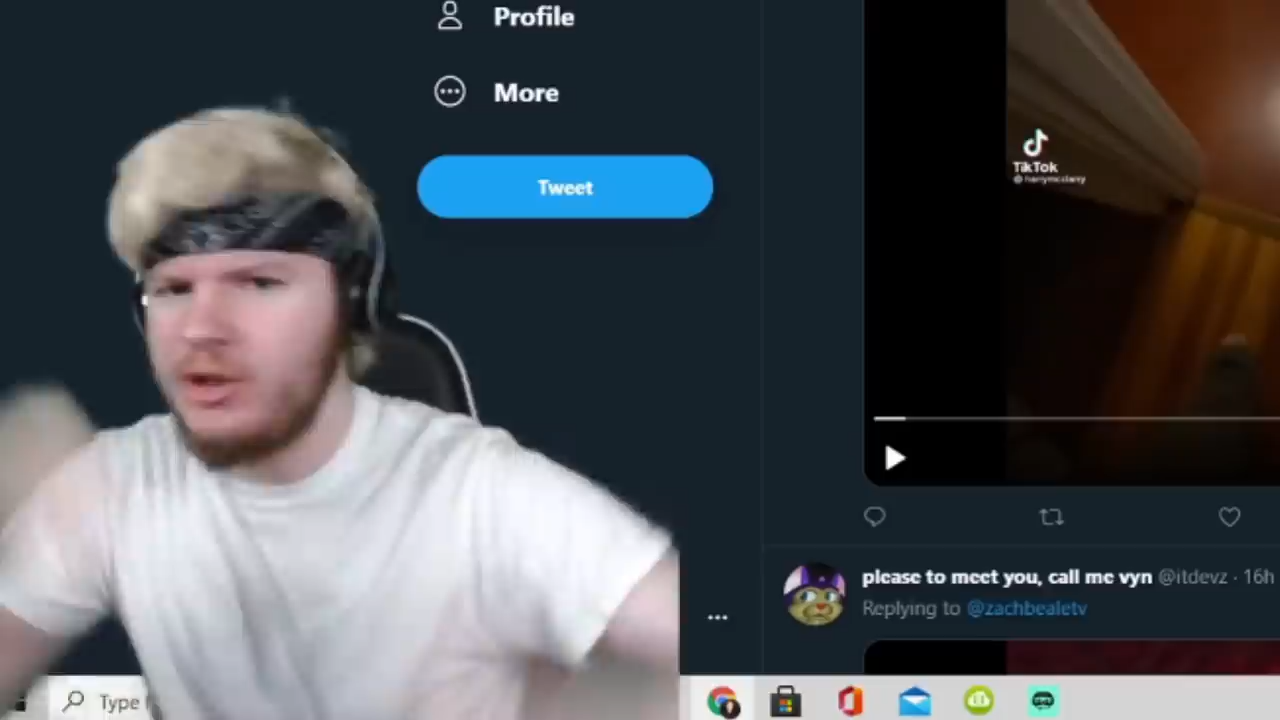 Profile
More
Tweet
TikTok
please to meet you, call me vyn @itdevz · 16h
Replying to @zachbealetv
Type